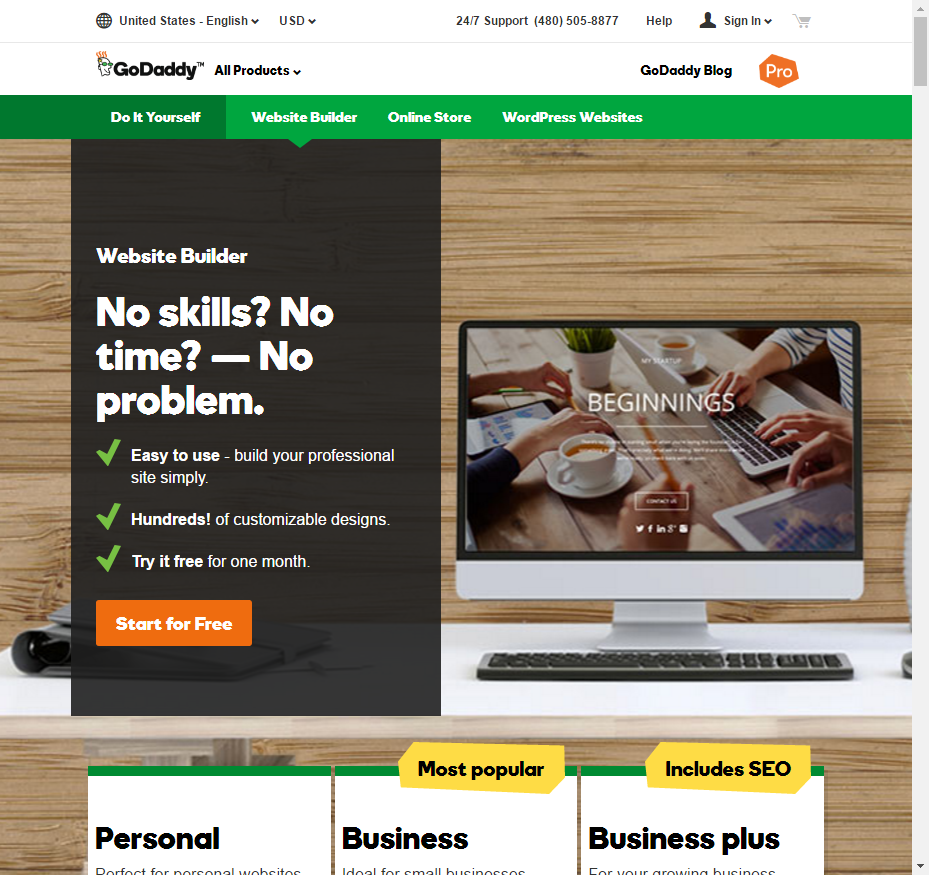 United States - English USD 24/7 Support (480) 505-8877 Help Sign In
GoDaddy™ All Products GoDaddy Blog Pro
Do It Yourself Website Builder Online Store WordPress Websites
Website Builder
No skills? No
time? — No
problem.
Easy to use - build your professional
site simply.
Hundreds! of customizable designs.
Try it free for one month.
Start for Free
MY STARTUP
BEGINNINGS
CONTACT US
Most popular Includes SEO
Personal Business Business plus
Perfect for personal websites Ideal for small businesses For your growing business